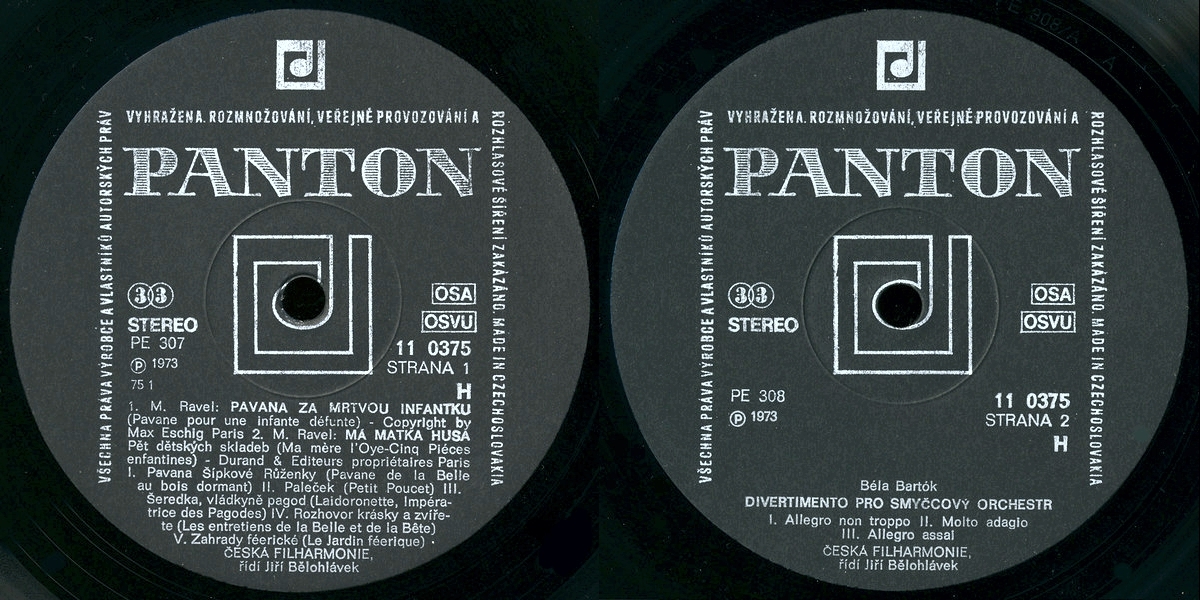 VŠECHNA PRÁVA VÝROBCE A VLASTNÍKŮ AUTORSKÝCH PRÁV
VYHRAŽENA. ROZMNOŽOVÁNÍ, VEŘEJNÉ PROVOZOVÁNÍ A
ROZHLASOVÉ ŠÍŘENÍ ZAKÁZÁNO. MADE IN CZECHOSLOVAKIA
PANTON
33
STEREO
PE 307
Ⓟ 1973
75 1
OSA
OSVU
11 0375
STRANA 1
H
1. M. Ravel: PAVANA ZA MRTVOU INFANTKU
(Pavane pour une infante défunte) - Copyright by
Max Eschig Paris 2. M. Ravel: MÁ MATKA HUSA
Pět dětských skladeb (Ma mère l'Oye-Cinq Piéces
enfantines) - Durand & Editeurs propriétaires Paris
I. Pavana Šípkové Růženky (Pavane de la Belle
au bois dormant) II. Paleček (Petit Poucet) III.
Šeredka, vládkyně pagod (Laideronette, Impéra-
trice des Pagodes) IV. Rozhovor krásky a zvíře-
te (Les entretiens de la Belle et de la Bête)
V. Zahrady féerické (Le Jardin féerique)
ČESKÁ FILHARMONIE,
řídí Jiří Bělohlávek
VŠECHNA PRÁVA VÝROBCE A VLASTNÍKŮ AUTORSKÝCH PRÁV
VYHRAŽENA. ROZMNOŽOVÁNÍ, VEŘEJNÉ PROVOZOVÁNÍ A
ROZHLASOVÉ ŠÍŘENÍ ZAKÁZÁNO. MADE IN CZECHOSLOVAKIA
PANTON
33
STEREO
OSA
OSVU
PE 308
Ⓟ 1973
11 0375
STRANA 2
H
Béla Bartók
DIVERTIMENTO PRO SMYČCOVÝ ORCHESTR
I. Allegro non troppo II. Molto adagio
III. Allegro assai
ČESKÁ FILHARMONIE,
řídí Jiří Bělohlávek